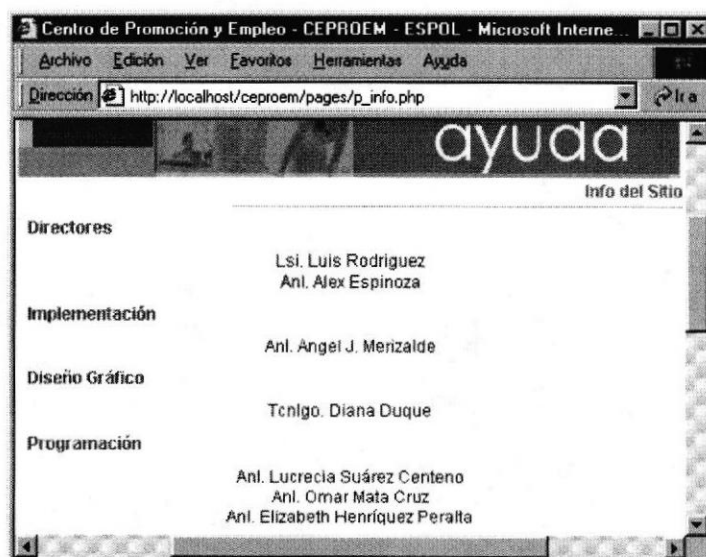 Centro de Promoción y Empleo - CEPROEM - ESPOL - Microsoft Interne...
Archivo Edición Ver Favoritos Herramientas Ayuda
Dirección http://localhost/ceproem/pages/p_info.php Ir a
ayuda
Info del Sitio
Directores
Lsi. Luis Rodriguez
Anl. Alex Espinoza
Implementación
Anl. Angel J. Merizalde
Diseño Gráfico
Tcnlgo. Diana Duque
Programación
Anl. Lucrecia Suárez Centeno
Anl. Omar Mata Cruz
Anl. Elizabeth Henríquez Peralta